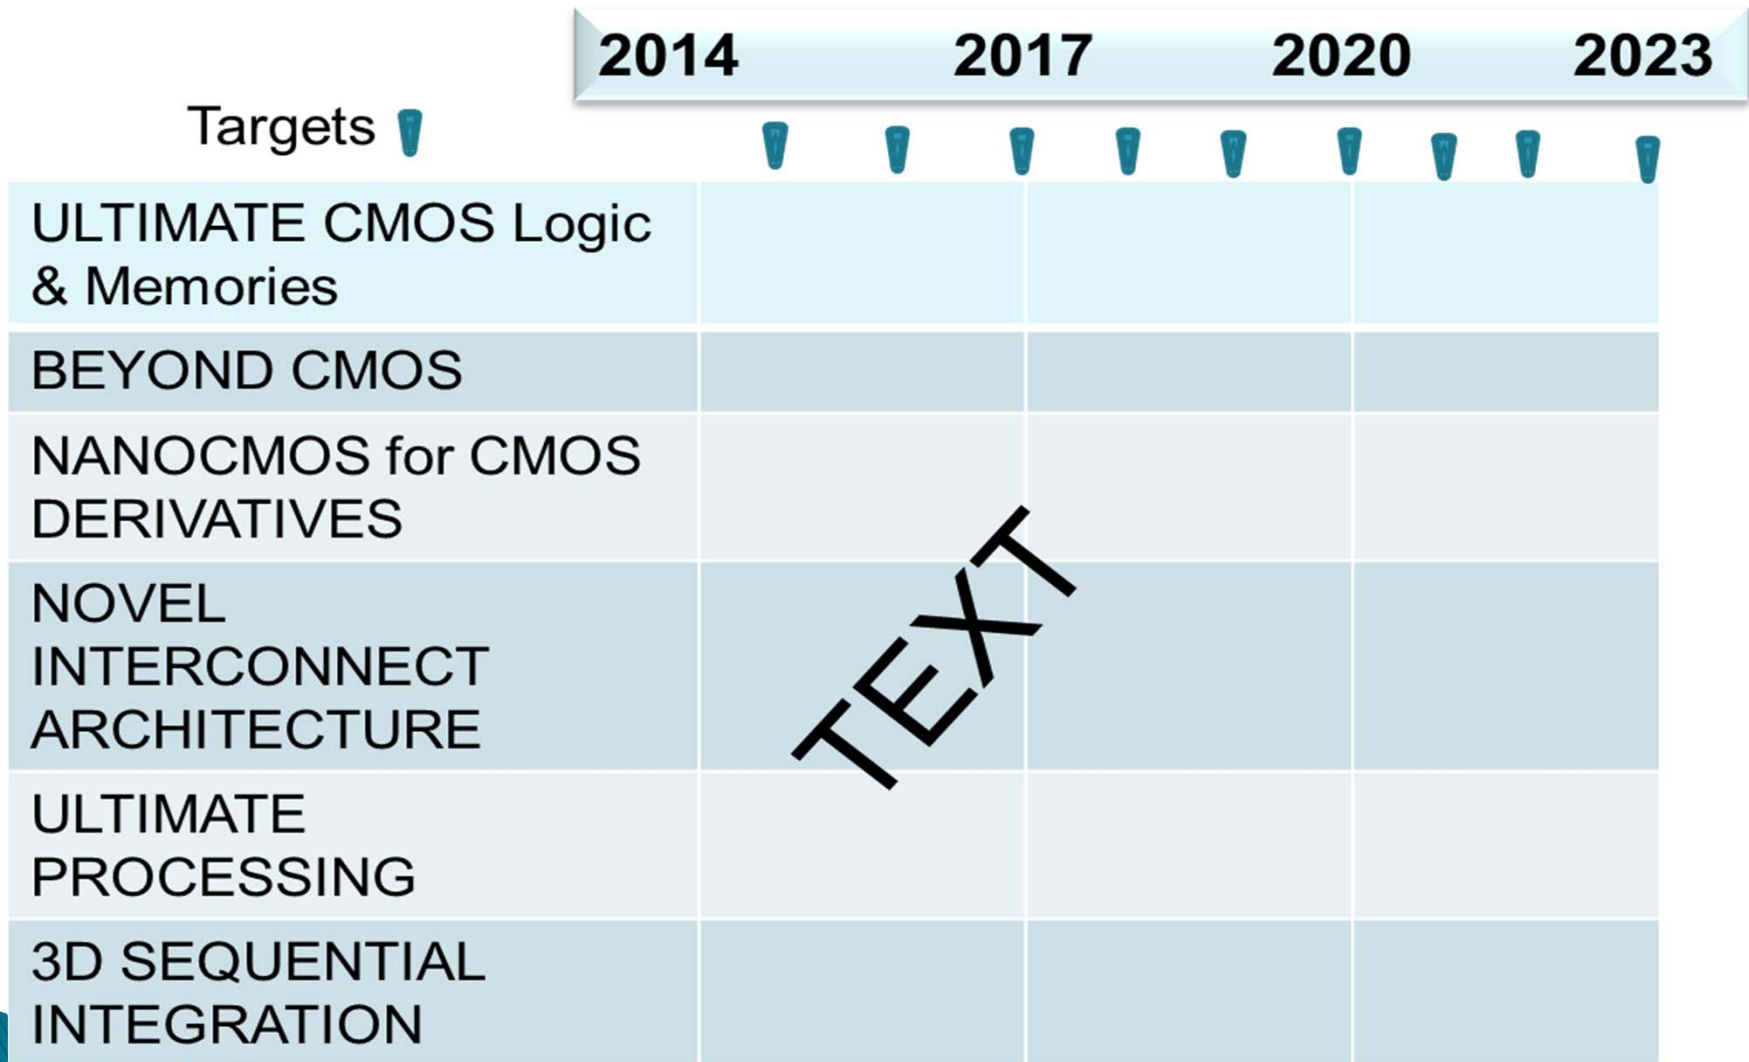 2014 2017 2020 2023
Targets
ULTIMATE CMOS Logic
& Memories
BEYOND CMOS
NANOCMOS for CMOS
DERIVATIVES
NOVEL
INTERCONNECT
ARCHITECTURE
TEXT
ULTIMATE
PROCESSING
3D SEQUENTIAL
INTEGRATION